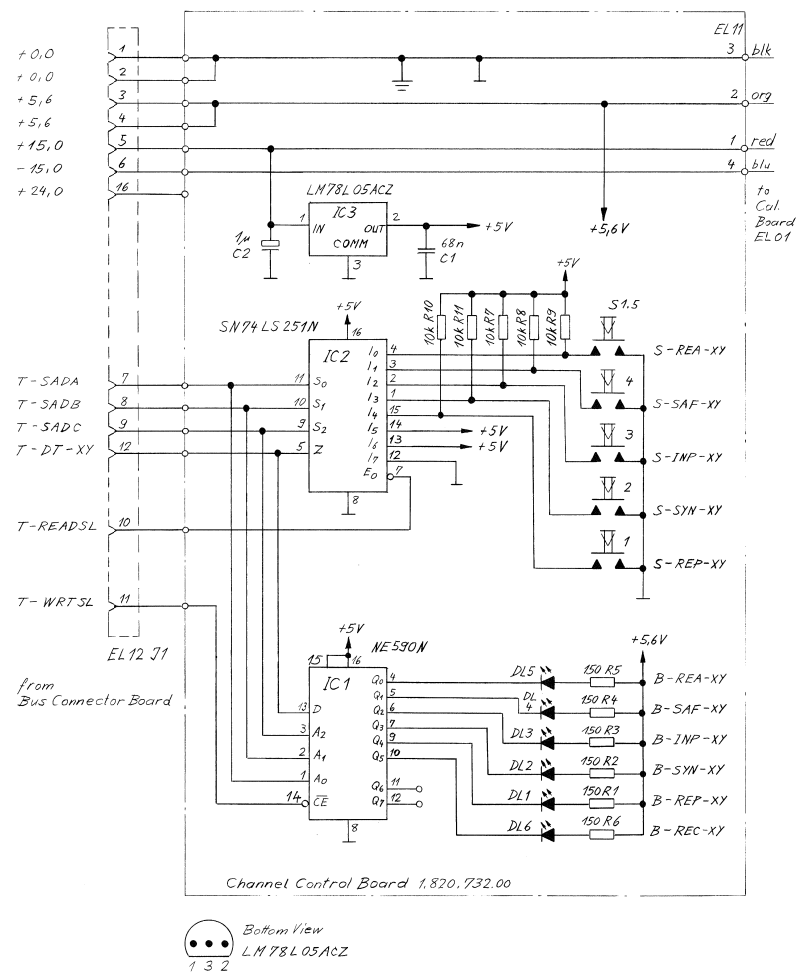 EL11
+0,0 1 3 blk
+0,0 2
+5,6 3 2 org
+5,6 4
+15,0 5 1 red
-15,0 6 4 blu
+24,0 16
to
Cal.
Board
EL01
LM78L05ACZ
IC3
1 IN OUT 2
COMM
3
1µ
C2
68n
C1
+5V
+5,6V
+5V
10k R10
10k R11
10k R7
10k R8
10k R9
S1.5
SN74LS251N
+5V
16
IC2
I0 4
I1 3
I2 2
I3 1
I4 15
I5 14 +5V
I6 13 +5V
I7 12
E0 7
8
T-SADA 7 11 S0
T-SADB 8 10 S1
T-SADC 9 9 S2
T-DT-XY 12 5 Z
T-READSL 10
T-WRTSL 11
S-REA-XY
4
S-SAF-XY
3
S-INP-XY
2
S-SYN-XY
1
S-REP-XY
EL12 J1
from
Bus Connector Board
+5V
15 16
NE590N
IC1
13 D
3 A2
2 A1
1 A0
14 CE
8
Q0 4
Q1 5
Q2 6
Q3 7
Q4 9
Q5 10
Q6 11
Q7 12
+5,6V
DL5 150 R5 B-REA-XY
DL 4 150 R4 B-SAF-XY
DL3 150 R3 B-INP-XY
DL2 150 R2 B-SYN-XY
DL1 150 R1 B-REP-XY
DL6 150 R6 B-REC-XY
Channel Control Board 1.820.732.00
Bottom View
LM78L05ACZ
1 3 2